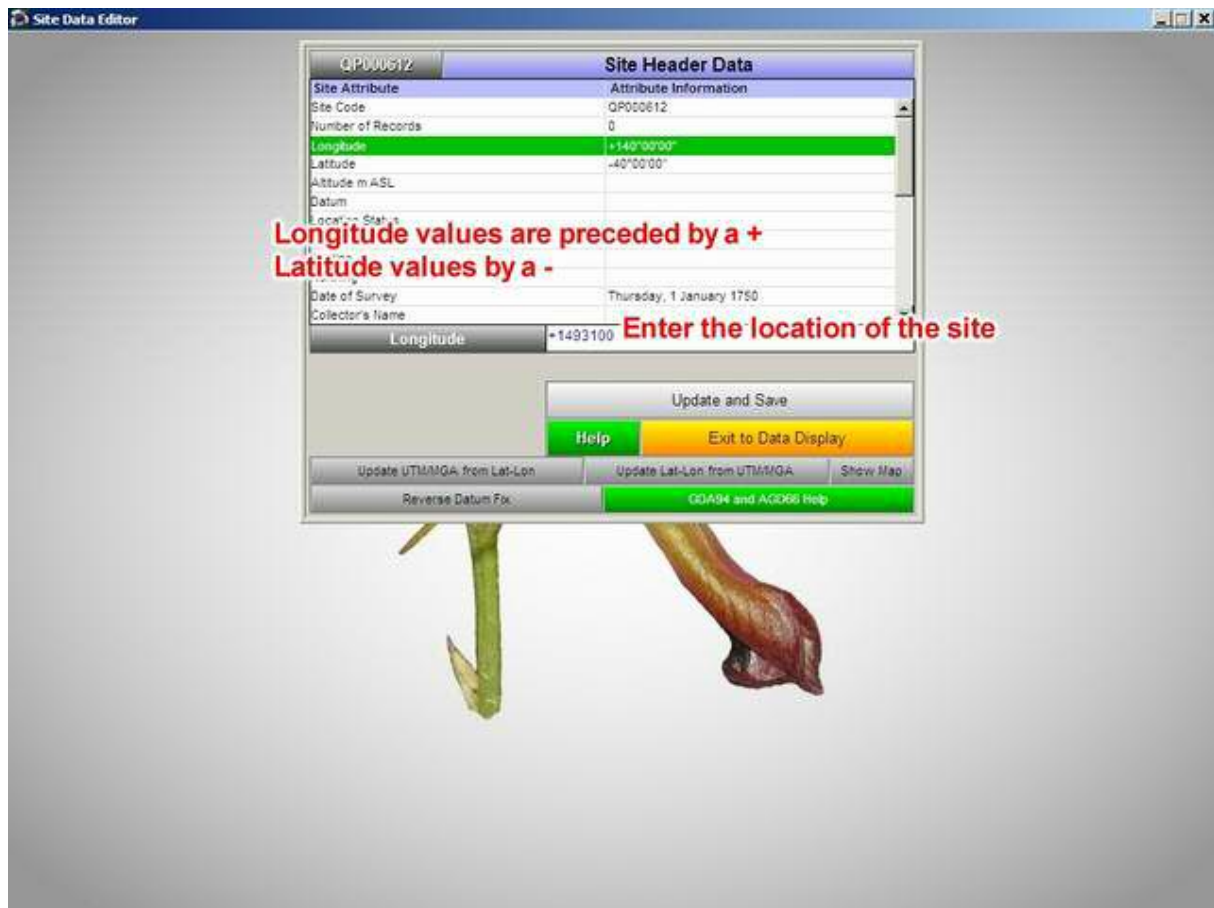 Site Data Editor
QP000612 Site Header Data
Site Attribute Attribute Information
Site Code QP000612
Number of Records 0
Longitude +140°00'00"
Latitude -40°00'00"
Altitude m ASL
Datum
Location Status
Longitude values are preceded by a +
Latitude values by a -
Date of Survey Thursday, 1 January 1750
Collector's Name
Longitude +1493100 Enter the location of the site
Update and Save
Help Exit to Data Display
Update UTM/MGA from Lat-Lon Update Lat-Lon from UTM/MGA Show Map
Reverse Datum Fix GDA94 and AGD66 Help